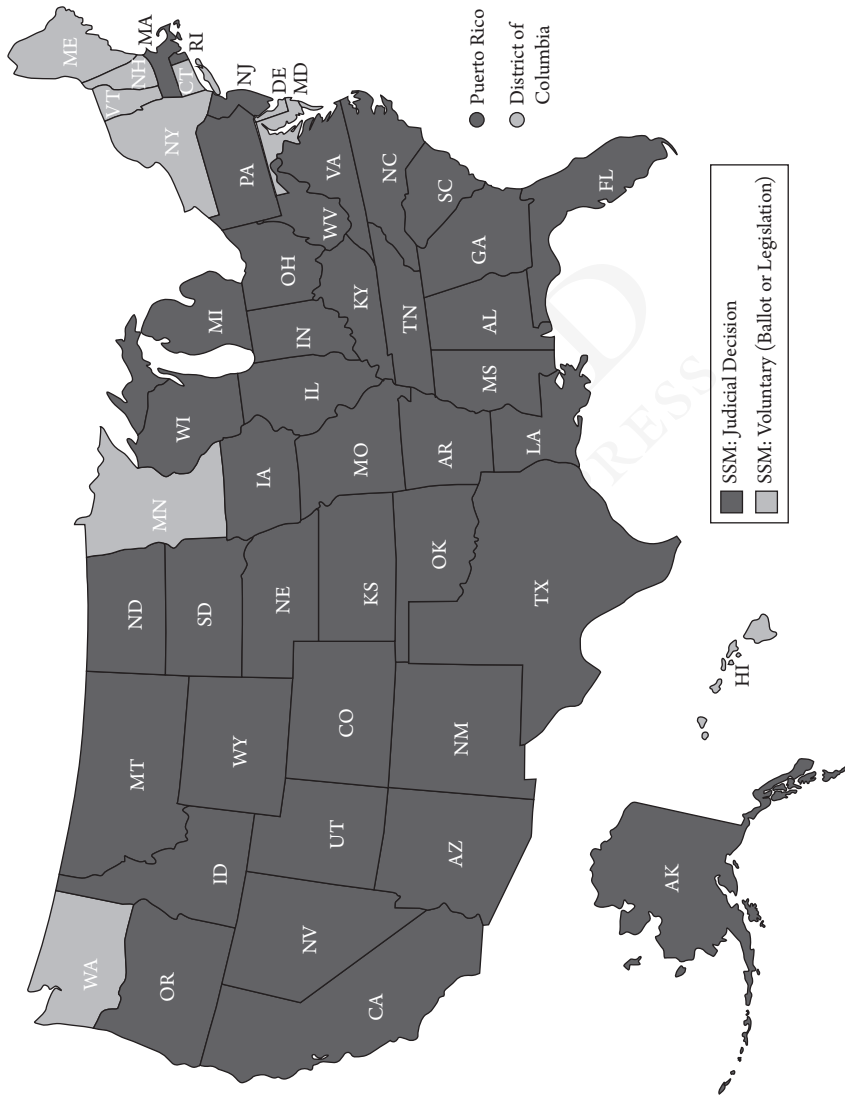 WA
MT
ND
MN
ME
VT
NH
MA
RI
CT
NY
OR
ID
SD
WI
MI
WY
NE
IA
PA
NJ
DE
MD
OH
IN
IL
NV
UT
CO
KS
MO
KY
WV
VA
CA
AZ
NM
OK
AR
TN
NC
SC
TX
LA
MS
AL
GA
FL
Puerto Rico
District of
Columbia
AK
HI
SSM: Judicial Decision
SSM: Voluntary (Ballot or Legislation)
RESS
D